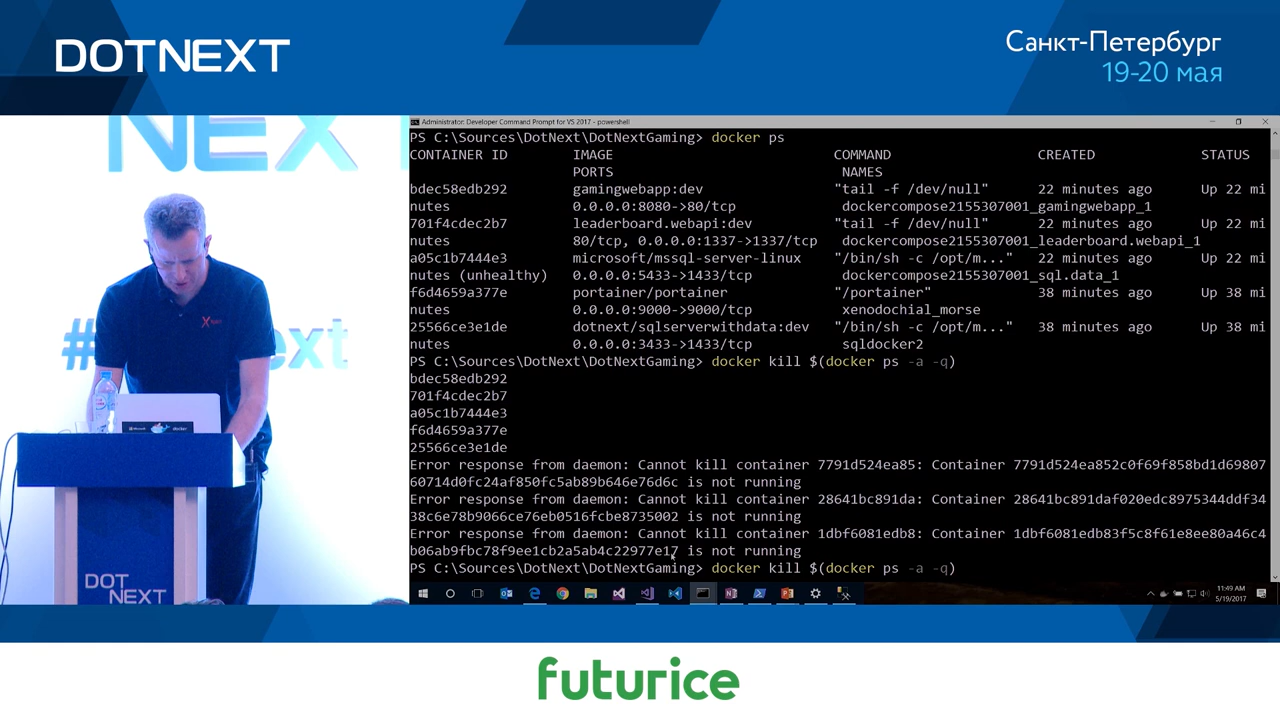 DOTNEXT
Санкт-Петербург
19-20 мая
NEX
#
ext
DOT
NEXT
Administrator: Developer Command Prompt for VS 2017 - powershell
PS C:\Sources\DotNext\DotNextGaming> docker ps
CONTAINER ID IMAGE COMMAND CREATED STATUS
PORTS NAMES
bdec58edb292 gamingwebapp:dev "tail -f /dev/null" 22 minutes ago Up 22 mi
nutes 0.0.0.0:8080->80/tcp dockercompose2155307001_gamingwebapp_1
701f4cdec2b7 leaderboard.webapi:dev "tail -f /dev/null" 22 minutes ago Up 22 mi
nutes 80/tcp, 0.0.0.0:1337->1337/tcp dockercompose2155307001_leaderboard.webapi_1
a05c1b7444e3 microsoft/mssql-server-linux "/bin/sh -c /opt/m..." 22 minutes ago Up 22 mi
nutes (unhealthy) 0.0.0.0:5433->1433/tcp dockercompose2155307001_sql.data_1
f6d4659a377e portainer/portainer "/portainer" 38 minutes ago Up 38 mi
nutes 0.0.0.0:9000->9000/tcp xenodochial_morse
25566ce3e1de dotnext/sqlserverwithdata:dev "/bin/sh -c /opt/m..." 38 minutes ago Up 38 mi
nutes 0.0.0.0:3433->1433/tcp sqldocker2
PS C:\Sources\DotNext\DotNextGaming> docker kill $(docker ps -a -q)
bdec58edb292
701f4cdec2b7
a05c1b7444e3
f6d4659a377e
25566ce3e1de
Error response from daemon: Cannot kill container 7791d524ea85: Container 7791d524ea852c0f69f858bd1d69807
60714d0fc24af850fc5ab89b646e76d6c is not running
Error response from daemon: Cannot kill container 28641bc891da: Container 28641bc891daf020edc8975344ddf34
38c6e78b9066ce76eb0516fcbe8735002 is not running
Error response from daemon: Cannot kill container 1dbf6081edb8: Container 1dbf6081edb83f5c8f61e8ee80a46c4
b06ab9fbc78f9ee1cb2a5ab4c22977e17 is not running
PS C:\Sources\DotNext\DotNextGaming> docker kill $(docker ps -a -q)
11:49 AM
5/19/2017
futurice